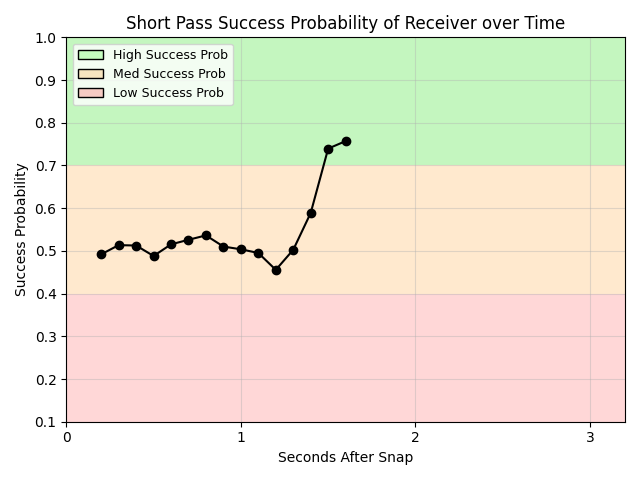 Short Pass Success Probability of Receiver over Time
High Success Prob
Med Success Prob
Low Success Prob
1.0
0.9
0.8
0.7
0.6
0.5
0.4
0.3
0.2
0.1
Success Probability
0 1 2 3
Seconds After Snap